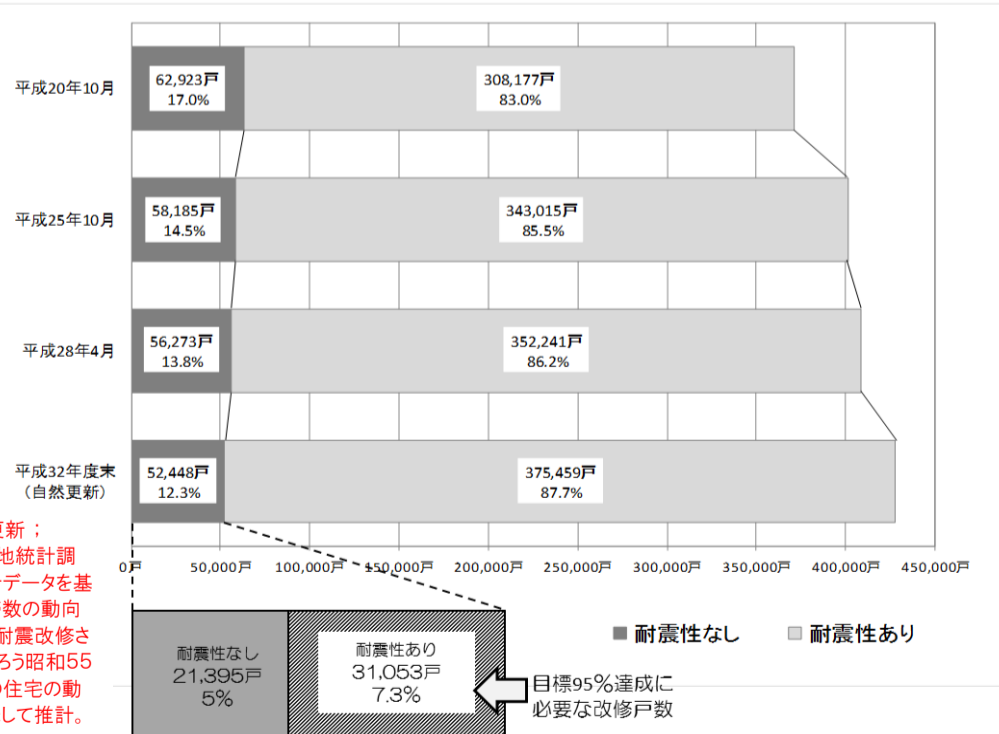 平成20年10月
62,923戸
17.0%
308,177戸
83.0%
平成25年10月
58,185戸
14.5%
343,015戸
85.5%
平成28年4月
56,273戸
13.8%
352,241戸
86.2%
平成32年度末
（自然更新）
52,448戸
12.3%
375,459戸
87.7%
更新；
地統計調
データを基
数の動向
耐震改修さ
ろう昭和55
の住宅の動
して推計。
0戸 50,000戸 100,000戸 150,000戸 200,000戸 250,000戸 300,000戸 350,000戸 400,000戸 450,000戸
耐震性なし 耐震性あり
耐震性なし
21,395戸
5%
耐震性あり
31,053戸
7.3%
目標95%達成に
必要な改修戸数